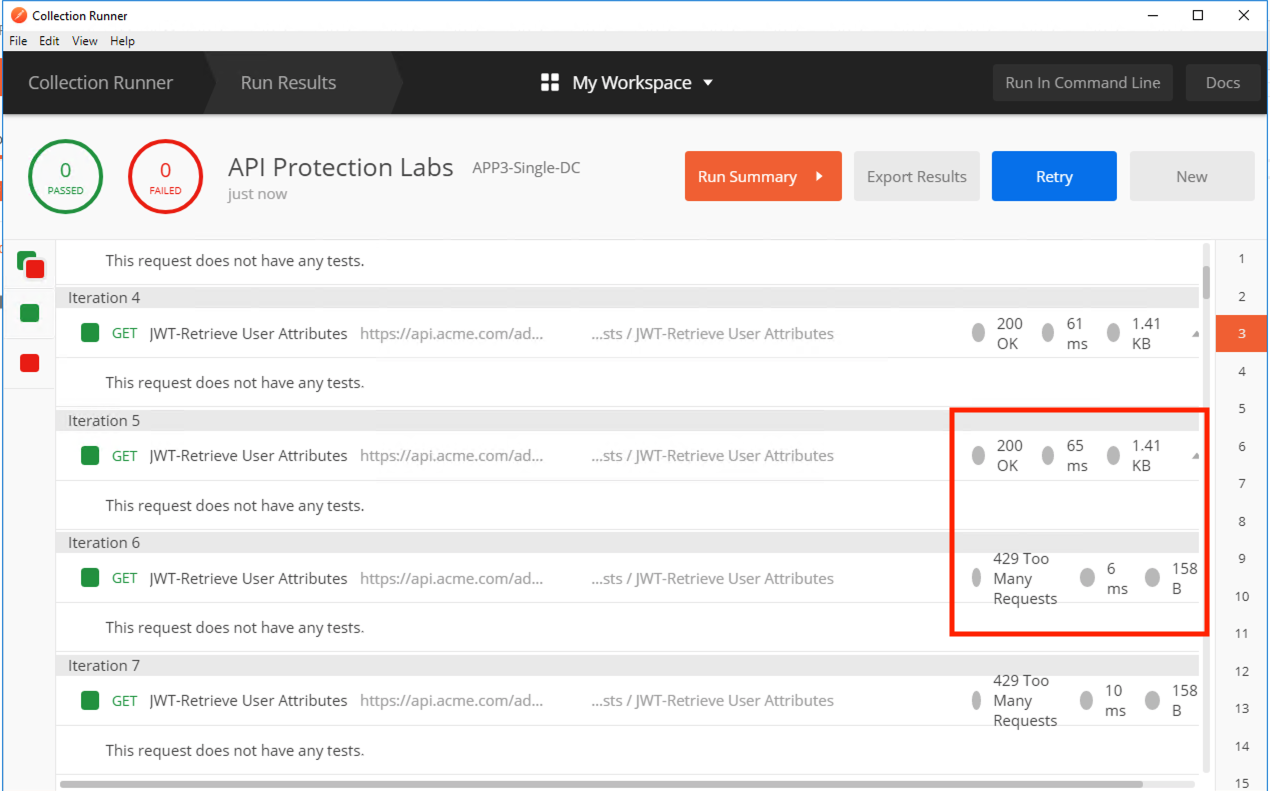 Collection Runner
File Edit View Help
Collection Runner Run Results My Workspace Run In Command Line Docs
0 PASSED
0 FAILED
API Protection Labs APP3-Single-DC
just now
Run Summary Export Results Retry New
This request does not have any tests.
Iteration 4
GET JWT-Retrieve User Attributes https://api.acme.com/ad... ...sts / JWT-Retrieve User Attributes 200 OK 61 ms 1.41 KB
This request does not have any tests.
Iteration 5
GET JWT-Retrieve User Attributes https://api.acme.com/ad... ...sts / JWT-Retrieve User Attributes 200 OK 65 ms 1.41 KB
This request does not have any tests.
Iteration 6
GET JWT-Retrieve User Attributes https://api.acme.com/ad... ...sts / JWT-Retrieve User Attributes 429 Too Many Requests 6 ms 158 B
This request does not have any tests.
Iteration 7
GET JWT-Retrieve User Attributes https://api.acme.com/ad... ...sts / JWT-Retrieve User Attributes 429 Too Many Requests 10 ms 158 B
This request does not have any tests.
1
2
3
4
5
6
7
8
9
10
11
12
13
14
15